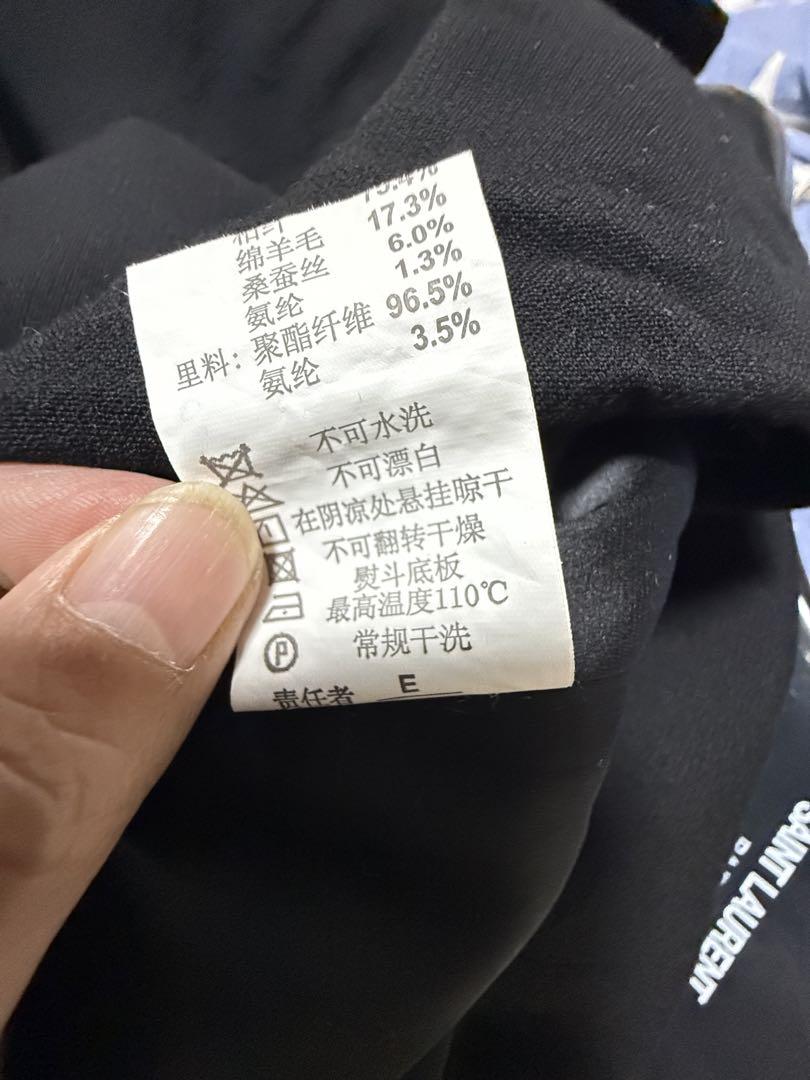 绵羊毛 17.3%
桑蚕丝 6.0%
氨纶 1.3%
里料：聚酯纤维 96.5%
氨纶 3.5%
不可水洗
不可漂白
在阴凉处悬挂晾干
不可翻转干燥
熨斗底板
最高温度110℃
P 常规干洗
责任者 E
SAINT LAURENT